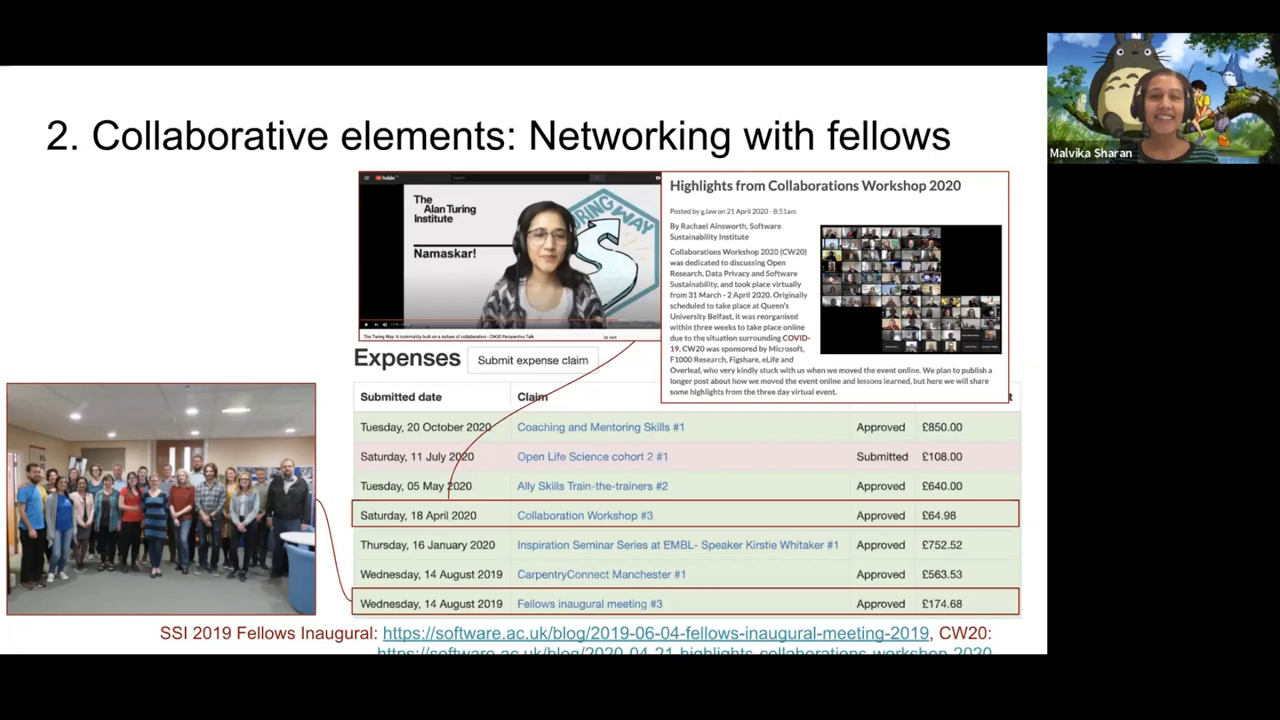 2. Collaborative elements: Networking with fellows
Malvika Sharan
The
Alan Turing
Institute
Namaskar!
The Turing Way: A community built on a culture of collaboration - CW20 Perspective Talk
Highlights from Collaborations Workshop 2020
Posted by g.law on 21 April 2020 - 8:51am
By Rachael Ainsworth, Software
Sustainability Institute
Collaborations Workshop 2020 (CW20)
was dedicated to discussing Open
Research, Data Privacy and Software
Sustainability, and took place virtually
from 31 March - 2 April 2020. Originally
scheduled to take place at Queen's
University Belfast, it was reorganised
within three weeks to take place online
due to the situation surrounding COVID-
19. CW20 was sponsored by Microsoft,
F1000 Research, Figshare, eLife and
Overleaf, who very kindly stuck with us when we moved the event online. We plan to publish a
longer post about how we moved the event online and lessons learned, but here we will share
some highlights from the three day virtual event.
Expenses Submit expense claim
Submitted date Claim
Tuesday, 20 October 2020 Coaching and Mentoring Skills #1 Approved £850.00
Saturday, 11 July 2020 Open Life Science cohort 2 #1 Submitted £108.00
Tuesday, 05 May 2020 Ally Skills Train-the-trainers #2 Approved £640.00
Saturday, 18 April 2020 Collaboration Workshop #3 Approved £64.98
Thursday, 16 January 2020 Inspiration Seminar Series at EMBL- Speaker Kirstie Whitaker #1 Approved £752.52
Wednesday, 14 August 2019 CarpentryConnect Manchester #1 Approved £563.53
Wednesday, 14 August 2019 Fellows inaugural meeting #3 Approved £174.68
SSI 2019 Fellows Inaugural: https://software.ac.uk/blog/2019-06-04-fellows-inaugural-meeting-2019, CW20:
https://software.ac.uk/blog/2020-04-21-highlights-collaborations-workshop-2020